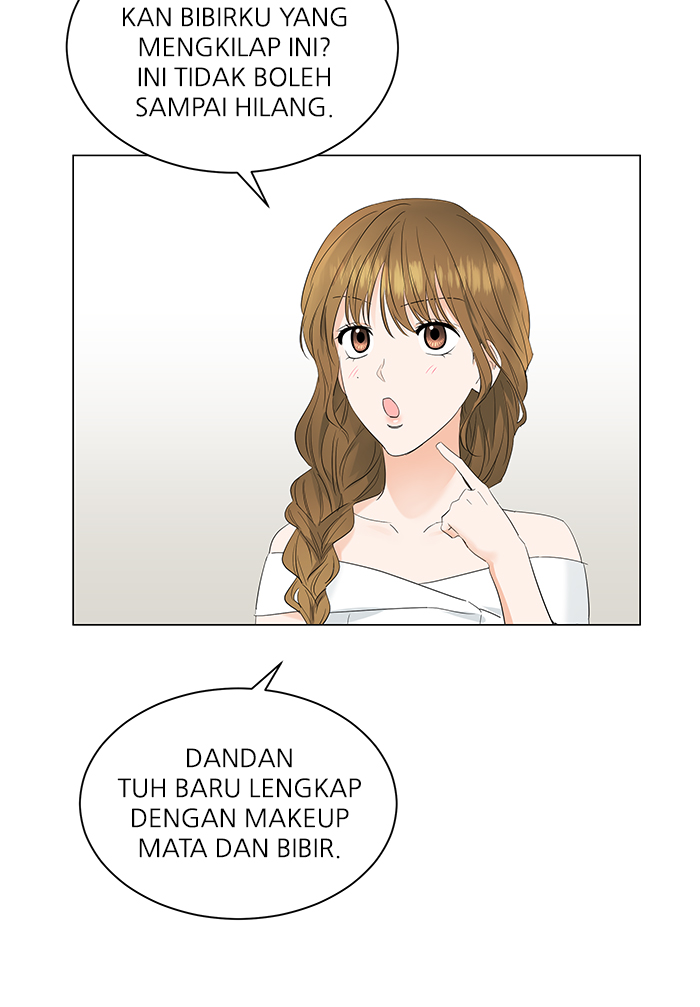 KAN BIBIRKU YANG
MENGKILAP INI?
INI TIDAK BOLEH
SAMPAI HILANG.
DANDAN
TUH BARU LENGKAP
DENGAN MAKEUP
MATA DAN BIBIR.